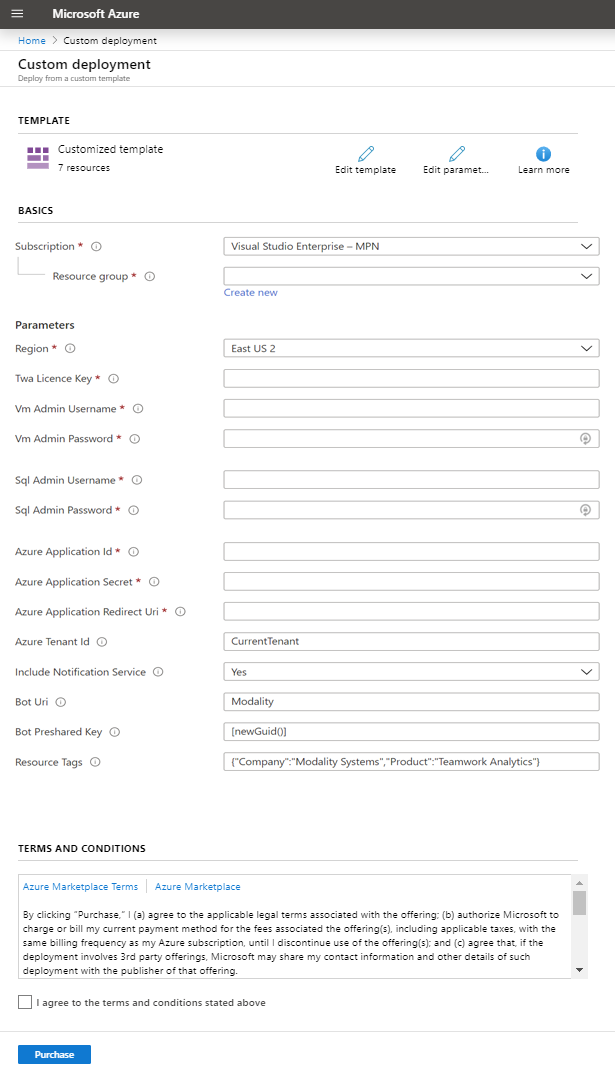 Microsoft Azure
Home > Custom deployment
Custom deployment
Deploy from a custom template
TEMPLATE
Customized template
7 resources
Edit template
Edit paramet...
Learn more
BASICS
Subscription *
Visual Studio Enterprise – MPN
Resource group *
Create new
Parameters
Region *
East US 2
Twa Licence Key *
Vm Admin Username *
Vm Admin Password *
Sql Admin Username *
Sql Admin Password *
Azure Application Id *
Azure Application Secret *
Azure Application Redirect Uri *
Azure Tenant Id
CurrentTenant
Include Notification Service
Yes
Bot Uri
Modality
Bot Preshared Key
[newGuid()]
Resource Tags
{"Company":"Modality Systems","Product":"Teamwork Analytics"}
TERMS AND CONDITIONS
Azure Marketplace Terms
Azure Marketplace
By clicking "Purchase," I (a) agree to the applicable legal terms associated with the offering; (b) authorize Microsoft to
charge or bill my current payment method for the fees associated the offering(s), including applicable taxes, with the
same billing frequency as my Azure subscription, until I discontinue use of the offering(s); and (c) agree that, if the
deployment involves 3rd party offerings, Microsoft may share my contact information and other details of such
deployment with the publisher of that offering.
I agree to the terms and conditions stated above
Purchase